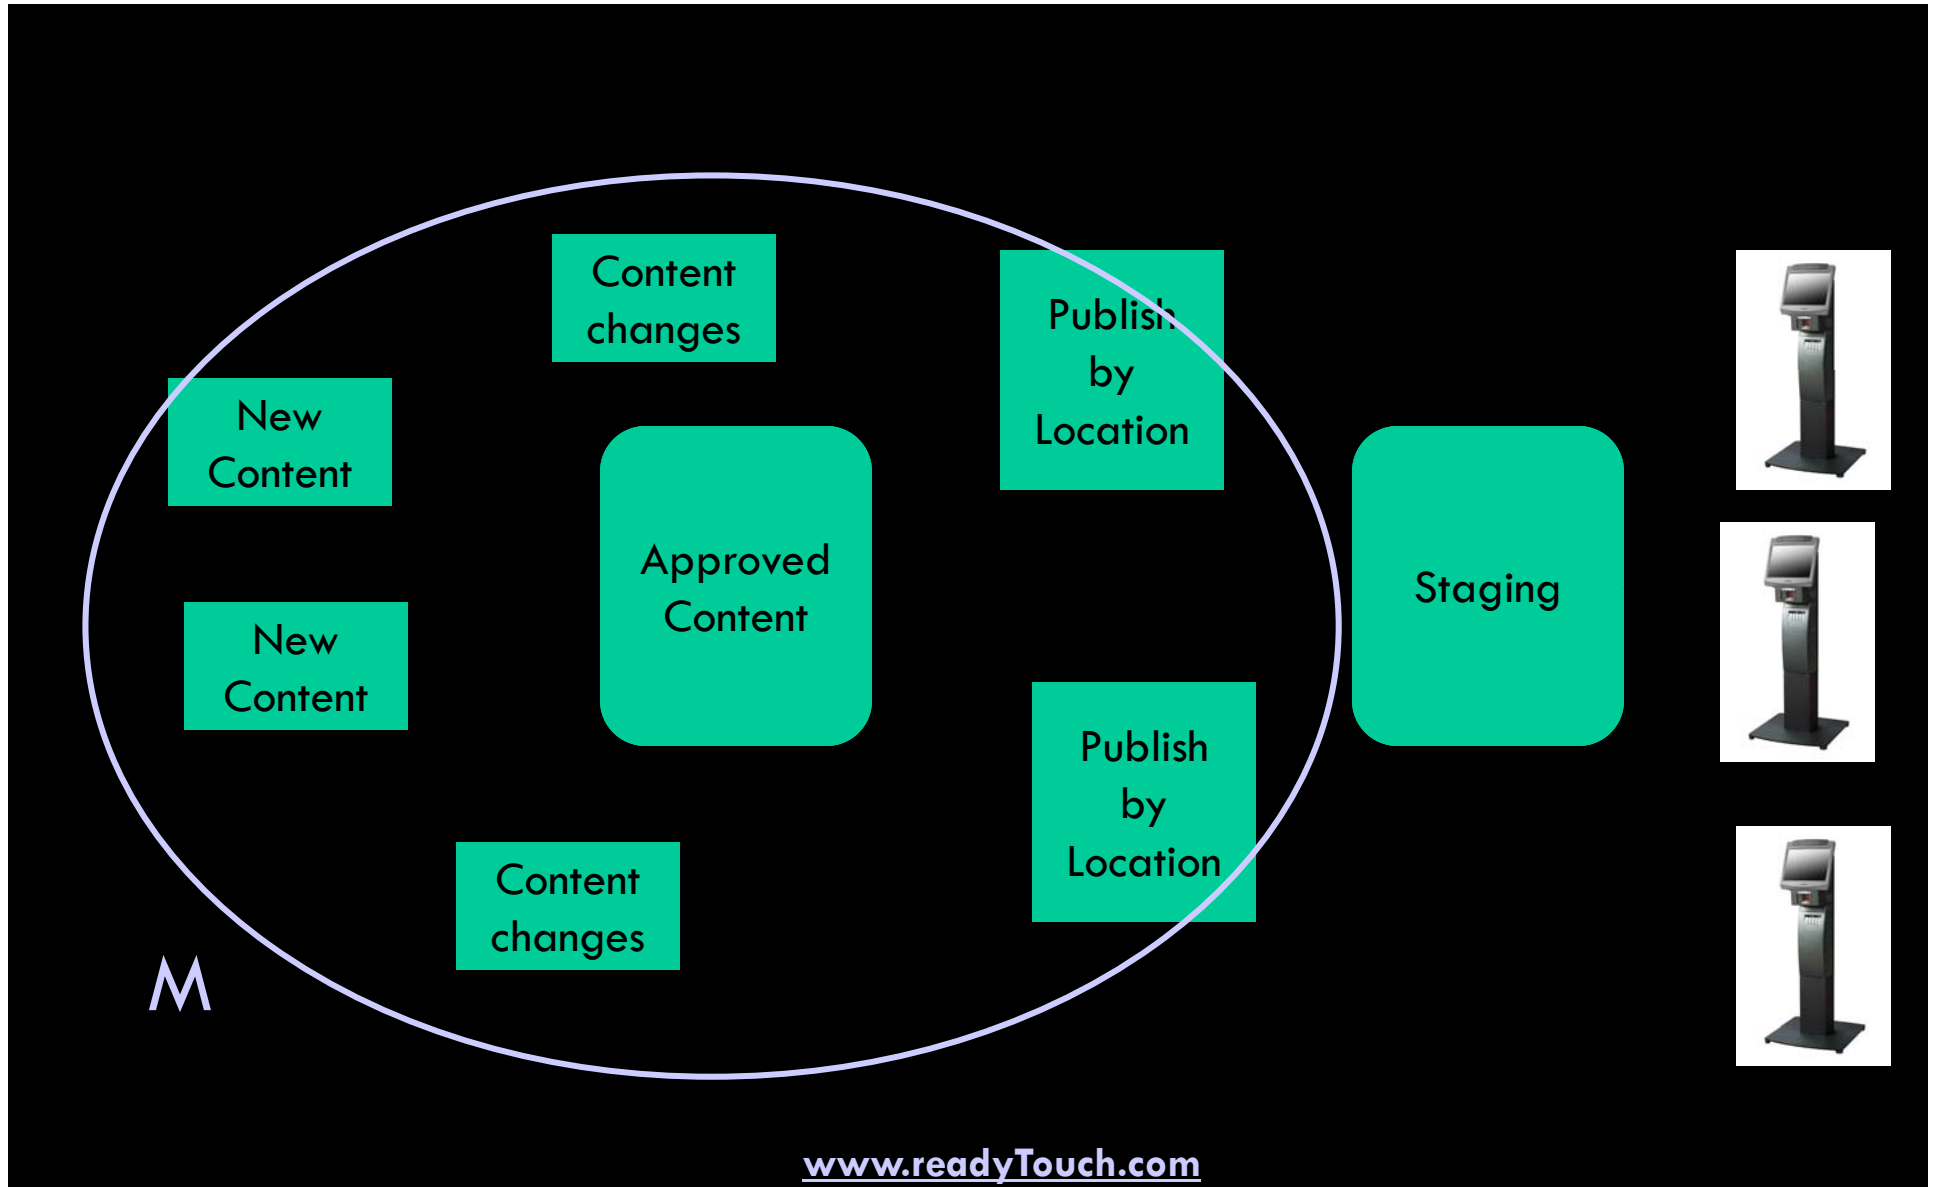 Content
changes
Publish
by
Location
New
Content
Approved
Content
Staging
New
Content
Publish
by
Location
Content
changes
M
www.readyTouch.com